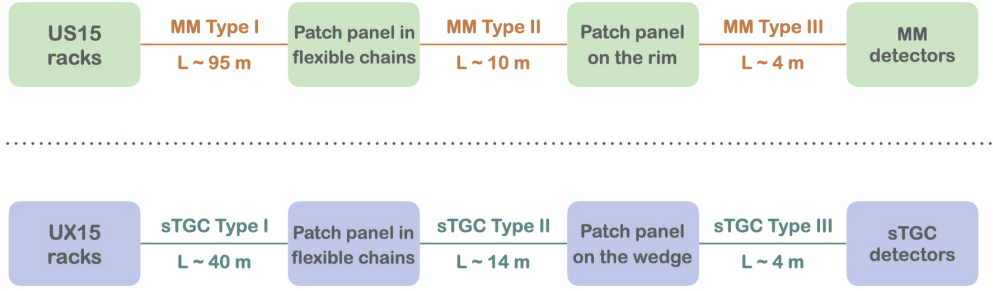 US15
racks
MM Type I
L ~ 95 m
Patch panel in
flexible chains
MM Type II
L ~ 10 m
Patch panel
on the rim
MM Type III
L ~ 4 m
MM
detectors
UX15
racks
sTGC Type I
L ~ 40 m
Patch panel in
flexible chains
sTGC Type II
L ~ 14 m
Patch panel
on the wedge
sTGC Type III
L ~ 4 m
sTGC
detectors